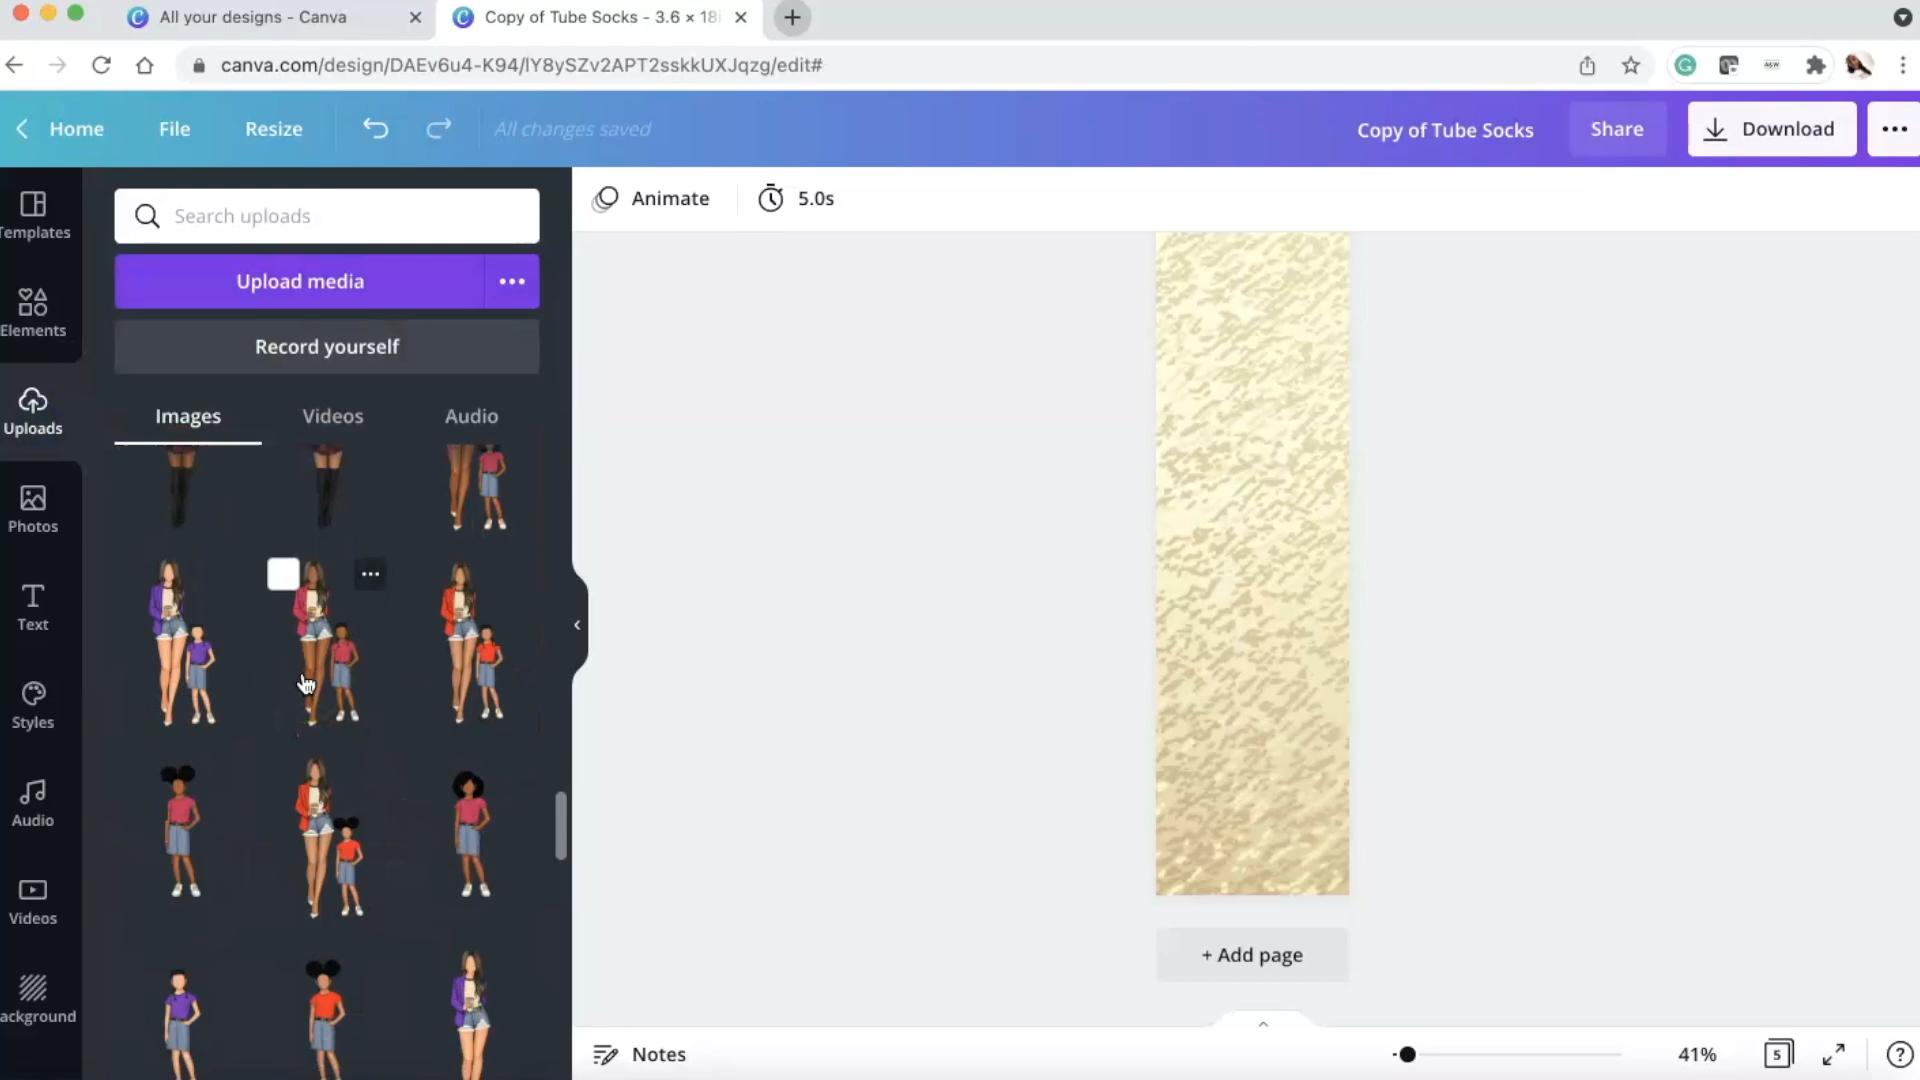 All your designs - Canva
Copy of Tube Socks - 3.6 × 18i
canva.com/design/DAEv6u4-K94/lY8ySZv2APT2sskkUXJqzg/edit#
Home
File
Resize
All changes saved
Copy of Tube Socks
Share
Download
Templates
Elements
Uploads
Photos
Text
Styles
Audio
Videos
ackground
Search uploads
Upload media
Record yourself
Images
Videos
Audio
Animate
5.0s
+ Add page
Notes
41%
5
?